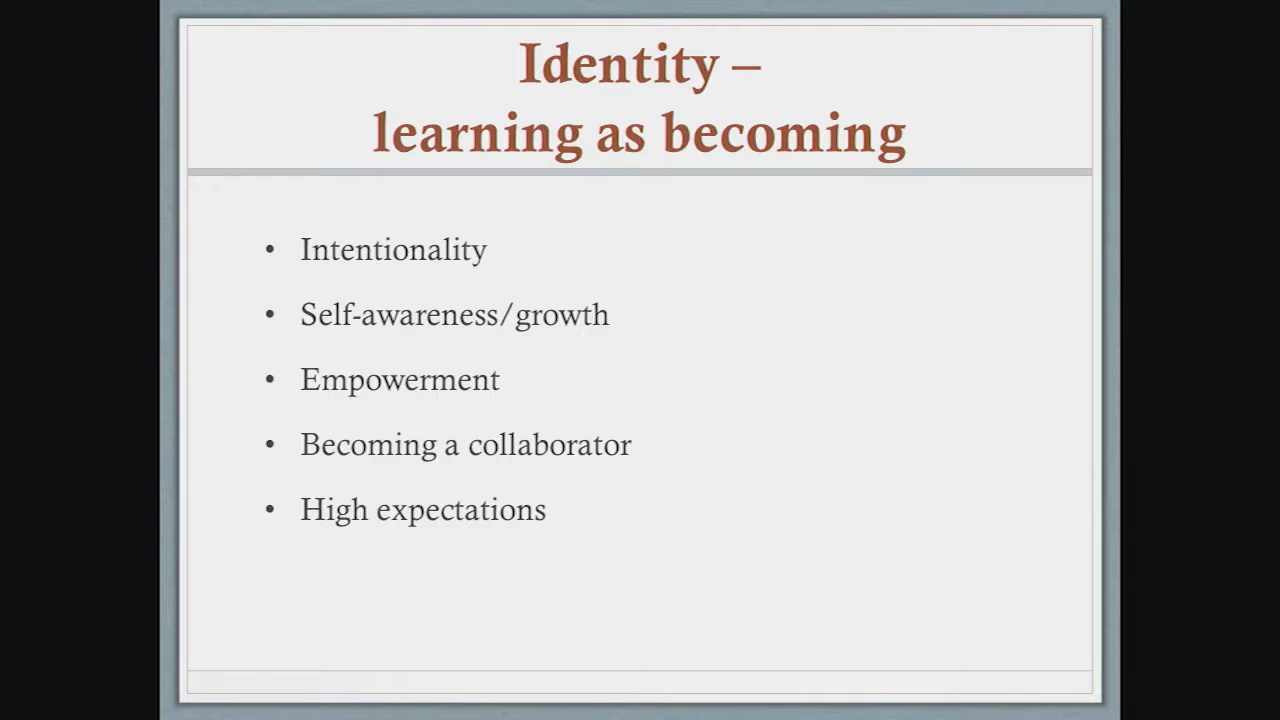 Identity –
learning as becoming
• Intentionality
• Self-awareness/growth
• Empowerment
• Becoming a collaborator
• High expectations